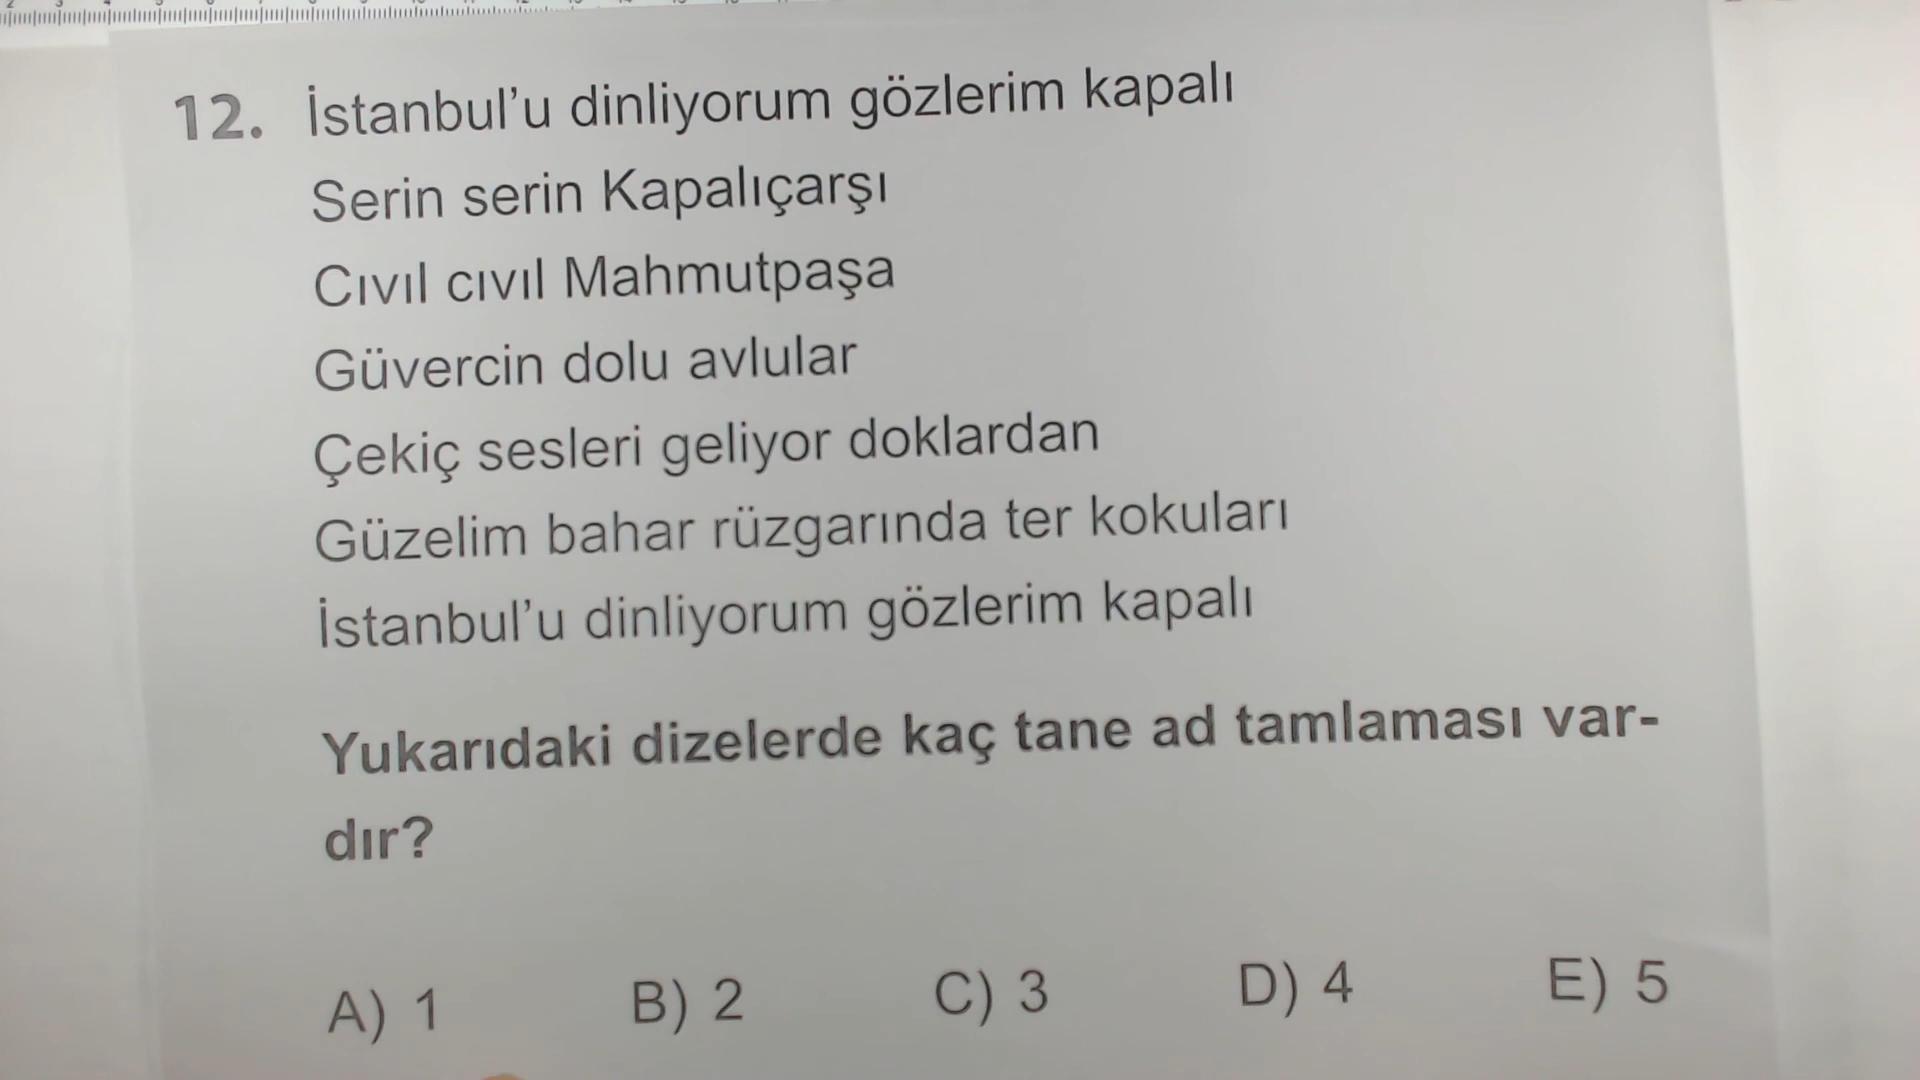 12. İstanbul'u dinliyorum gözlerim kapalı
Serin serin Kapalıçarşı
Cıvıl cıvıl Mahmutpaşa
Güvercin dolu avlular
Çekiç sesleri geliyor doklardan
Güzelim bahar rüzgarında ter kokuları
İstanbul'u dinliyorum gözlerim kapalı
Yukarıdaki dizelerde kaç tane ad tamlaması var-
dır?
A) 1 B) 2 C) 3 D) 4 E) 5